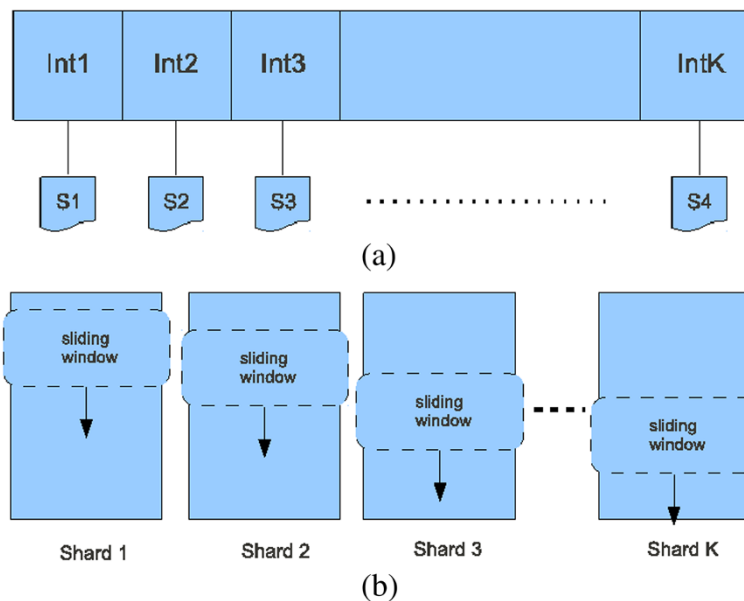 Int1 Int2 Int3 IntK
S1 S2 S3 S4
(a)
sliding
window
sliding
window
sliding
window
sliding
window
Shard 1 Shard 2 Shard 3 Shard K
(b)